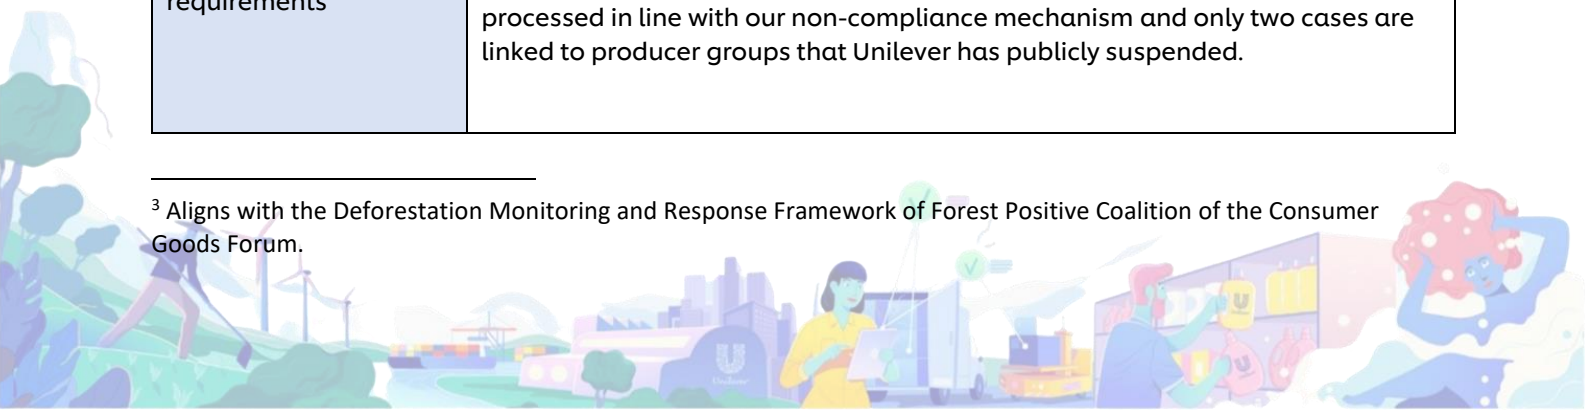 requirements
processed in line with our non-compliance mechanism and only two cases are
linked to producer groups that Unilever has publicly suspended.
3 Aligns with the Deforestation Monitoring and Response Framework of Forest Positive Coalition of the Consumer
Goods Forum.
Unilever